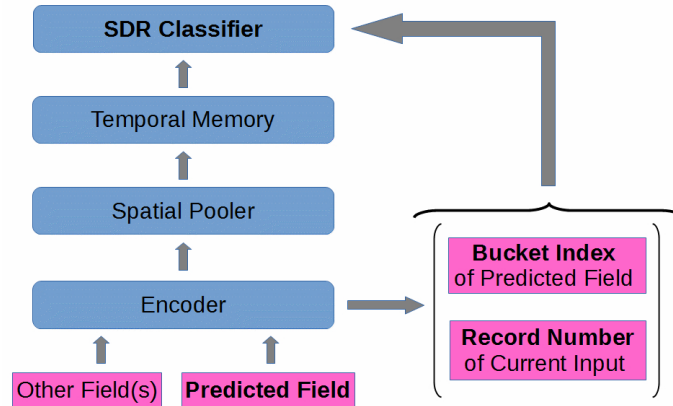 SDR Classifier
Temporal Memory
Spatial Pooler
Encoder
Other Field(s)
Predicted Field
Bucket Index
of Predicted Field
Record Number
of Current Input